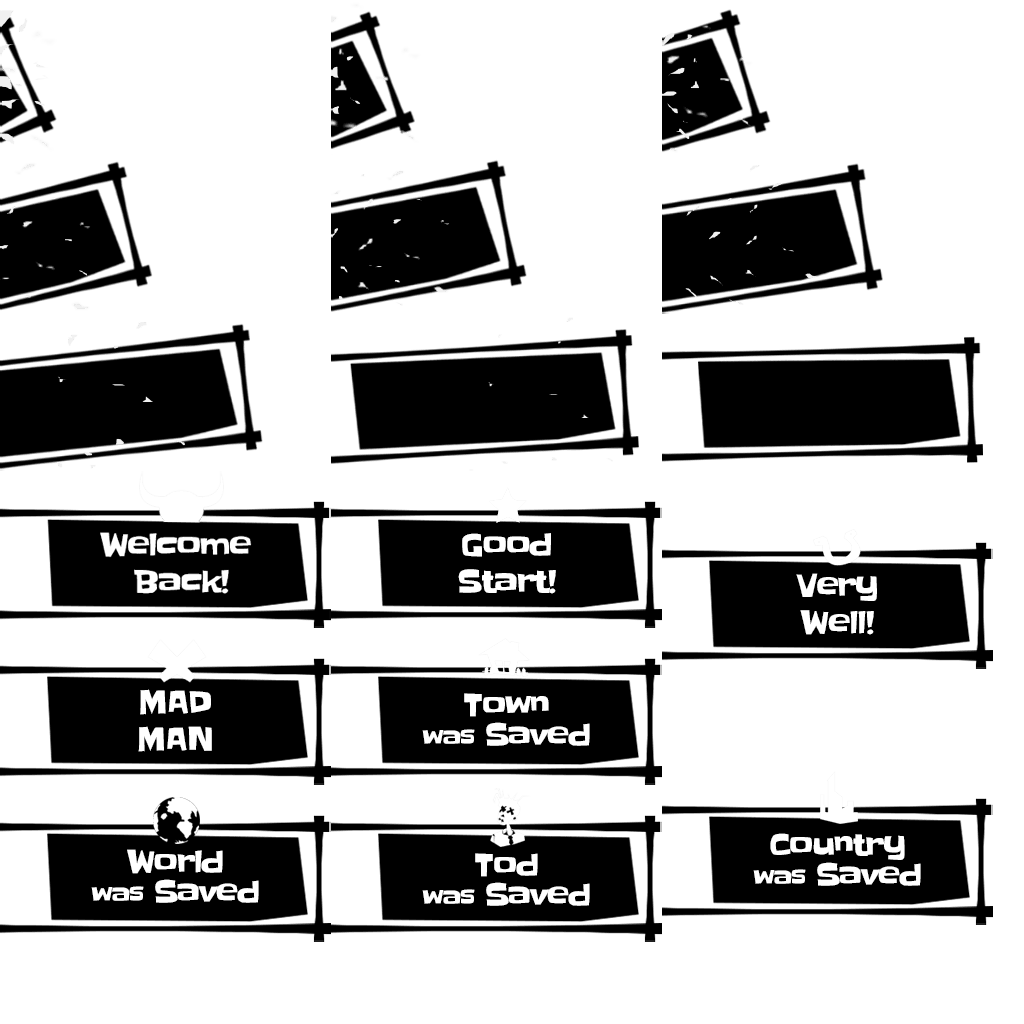 Welcome
Back!
Good
Start!
Very
Well!
MAD
MAN
Town
was Saved
World
was Saved
Tod
was Saved
Country
was Saved